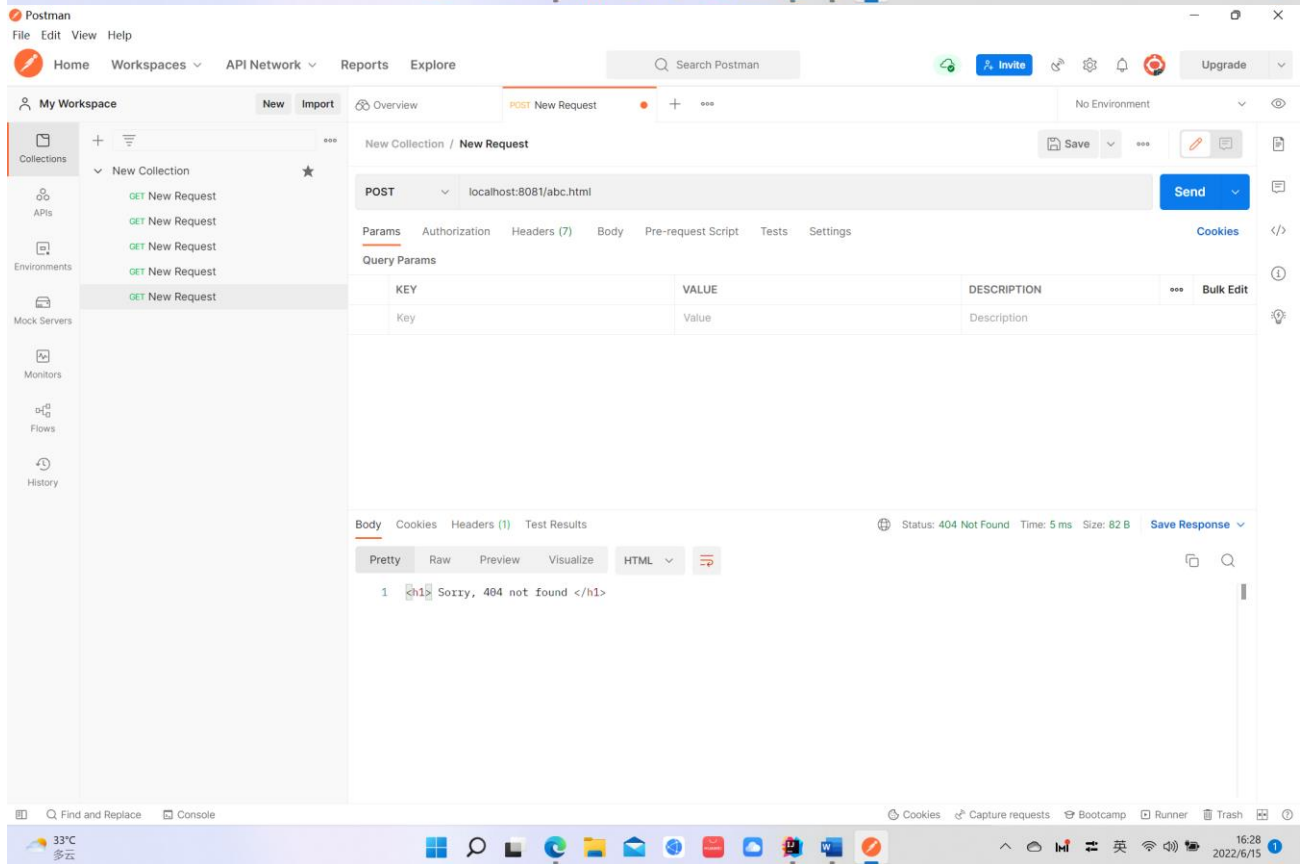 Postman
File Edit View Help
Home Workspaces API Network Reports Explore Search Postman Invite Upgrade
My Workspace New Import Overview POST New Request No Environment
Collections
New Collection / New Request Save
New Collection
GET New Request
POST localhost:8081/abc.html Send
APIs
GET New Request
Params Authorization Headers (7) Body Pre-request Script Tests Settings Cookies
Environments
GET New Request
Query Params
GET New Request
KEY VALUE DESCRIPTION Bulk Edit
GET New Request
Key Value Description
Mock Servers
Monitors
Flows
History
Body Cookies Headers (1) Test Results Status: 404 Not Found Time: 5 ms Size: 82 B Save Response
Pretty Raw Preview Visualize HTML
1 <h1> Sorry, 404 not found </h1>
Find and Replace Console Cookies Capture requests Bootcamp Runner Trash
33°C
多云
英 16:28
2022/6/15 1